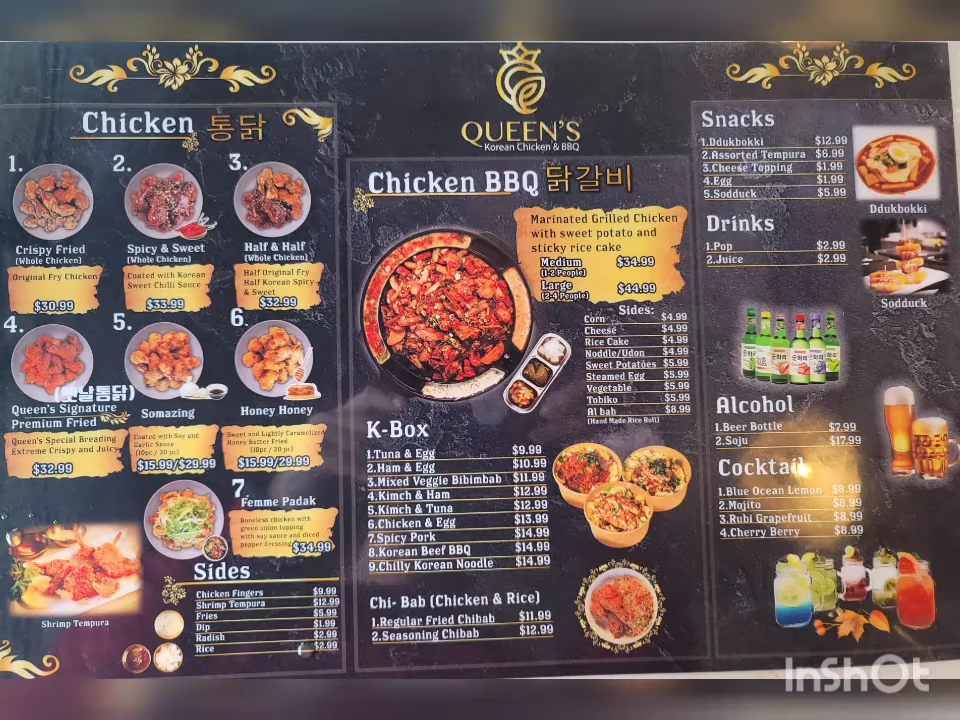 QUEEN'S
Korean Chicken & BBQ
Chicken 통닭
1.
Crispy Fried
(Whole Chicken)
Original Fry Chicken
$30.99
2.
Spicy & Sweet
(Whole Chicken)
Coated with Korean
Sweet Chilli Sauce
$33.99
3.
Half & Half
(Whole Chicken)
Half Original Fry
Half Korean Spicy
& Sweet
$32.99
4.
(옛날통닭)
Queen's Signature
Premium Fried
Queen's Special Breading
Extreme Crispy and Juicy
$32.99
5.
Somazing
Coated with Soy and
Garlic Sauce
(10pc / 20 pc)
$15.99/$29.99
6.
Honey Honey
Sweet and Lightly Caramelized
Honey Butter Fried
(10pc / 20 pc)
$15.99/29.99
7.
Femme Padak
Boneless chicken with
green onion topping
with soy sauce and diced
pepper dressing
$34.99
Shrimp Tempura
Sides
Chicken Fingers $9.99
Shrimp Tempura $12.99
Fries $5.99
Dip $1.99
Radish $2.99
Rice $2.99
Chicken BBQ 닭갈비
Marinated Grilled Chicken
with sweet potato and
sticky rice cake
Medium $34.99
(1-2 People)
Large $44.99
(2-4 People)
Sides:
Corn $4.99
Cheese $4.99
Rice Cake $4.99
Noddle/Udon $4.99
Sweet Potatoes $5.99
Steamed Egg $5.99
Vegetable $5.99
Tobiko $5.99
Al bab $8.99
(Hand Made Rice Roll)
K-Box
1.Tuna & Egg $9.99
2.Ham & Egg $10.99
3.Mixed Veggie Bibimbab $11.99
4.Kimch & Ham $12.99
5.Kimch & Tuna $12.99
6.Chicken & Egg $13.99
7.Spicy Pork $14.99
8.Korean Beef BBQ $14.99
9.Chilly Korean Noodle $14.99
Chi- Bab (Chicken & Rice)
1.Regular Fried Chibab $11.99
2.Seasoning Chibab $12.99
Snacks
1.Ddukbokki $12.99
2.Assorted Tempura $6.99
3.Cheese Topping $1.99
4.Egg $1.99
5.Sodduck $5.99
Ddukbokki
Drinks
1.Pop $2.99
2.Juice $2.99
Sodduck
순하리
Alcohol
1.Beer Bottle $7.99
2.Soju $17.99
Cocktail
1.Blue Ocean Lemon $8.99
2.Mojito $8.99
3.Rubi Grapefruit $8.99
4.Cherry Berry $8.99
InShOt